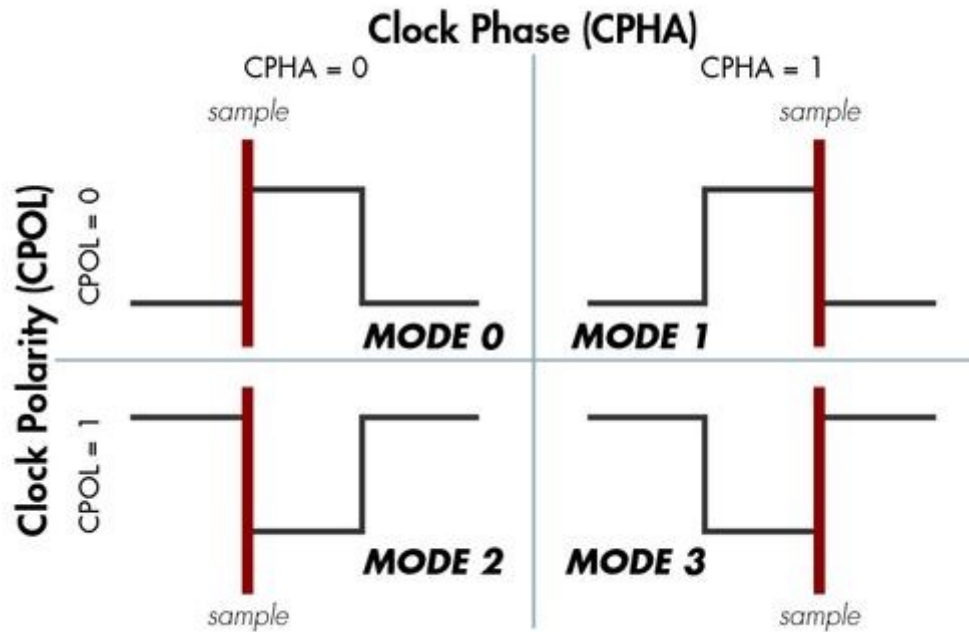 Clock Phase (CPHA)
CPHA = 0
CPHA = 1
sample
sample
Clock Polarity (CPOL)
CPOL = 0
MODE 0
MODE 1
CPOL = 1
MODE 2
MODE 3
sample
sample